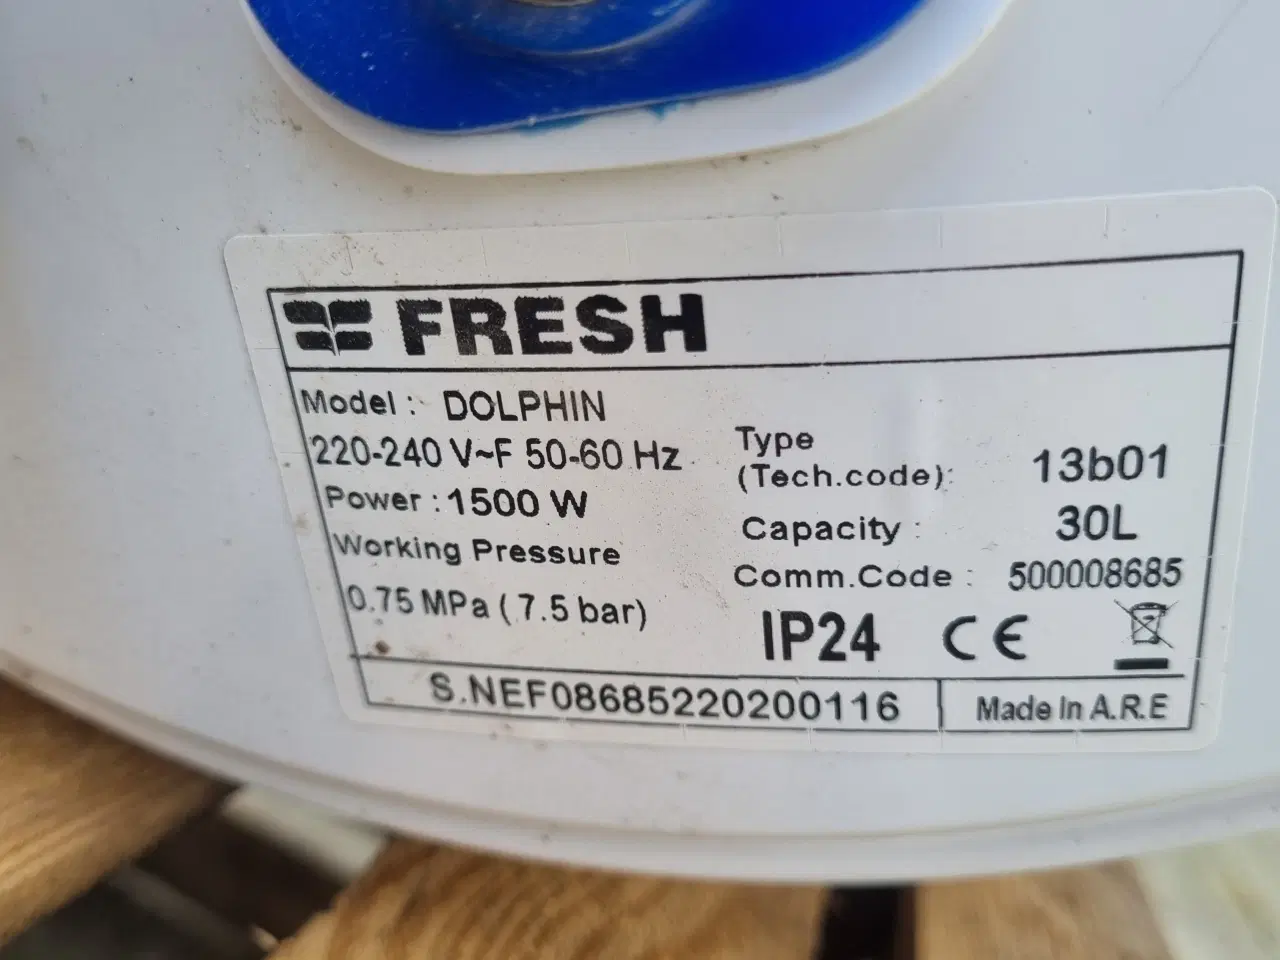 FRESH
Model : DOLPHIN
220-240 V~F 50-60 Hz
Power : 1500 W
Working Pressure
0.75 MPa ( 7.5 bar)
Type
(Tech.code): 13b01
Capacity : 30L
Comm.Code : 500008685
IP24 CE
S.NEF08685220200116
Made In A.R.E